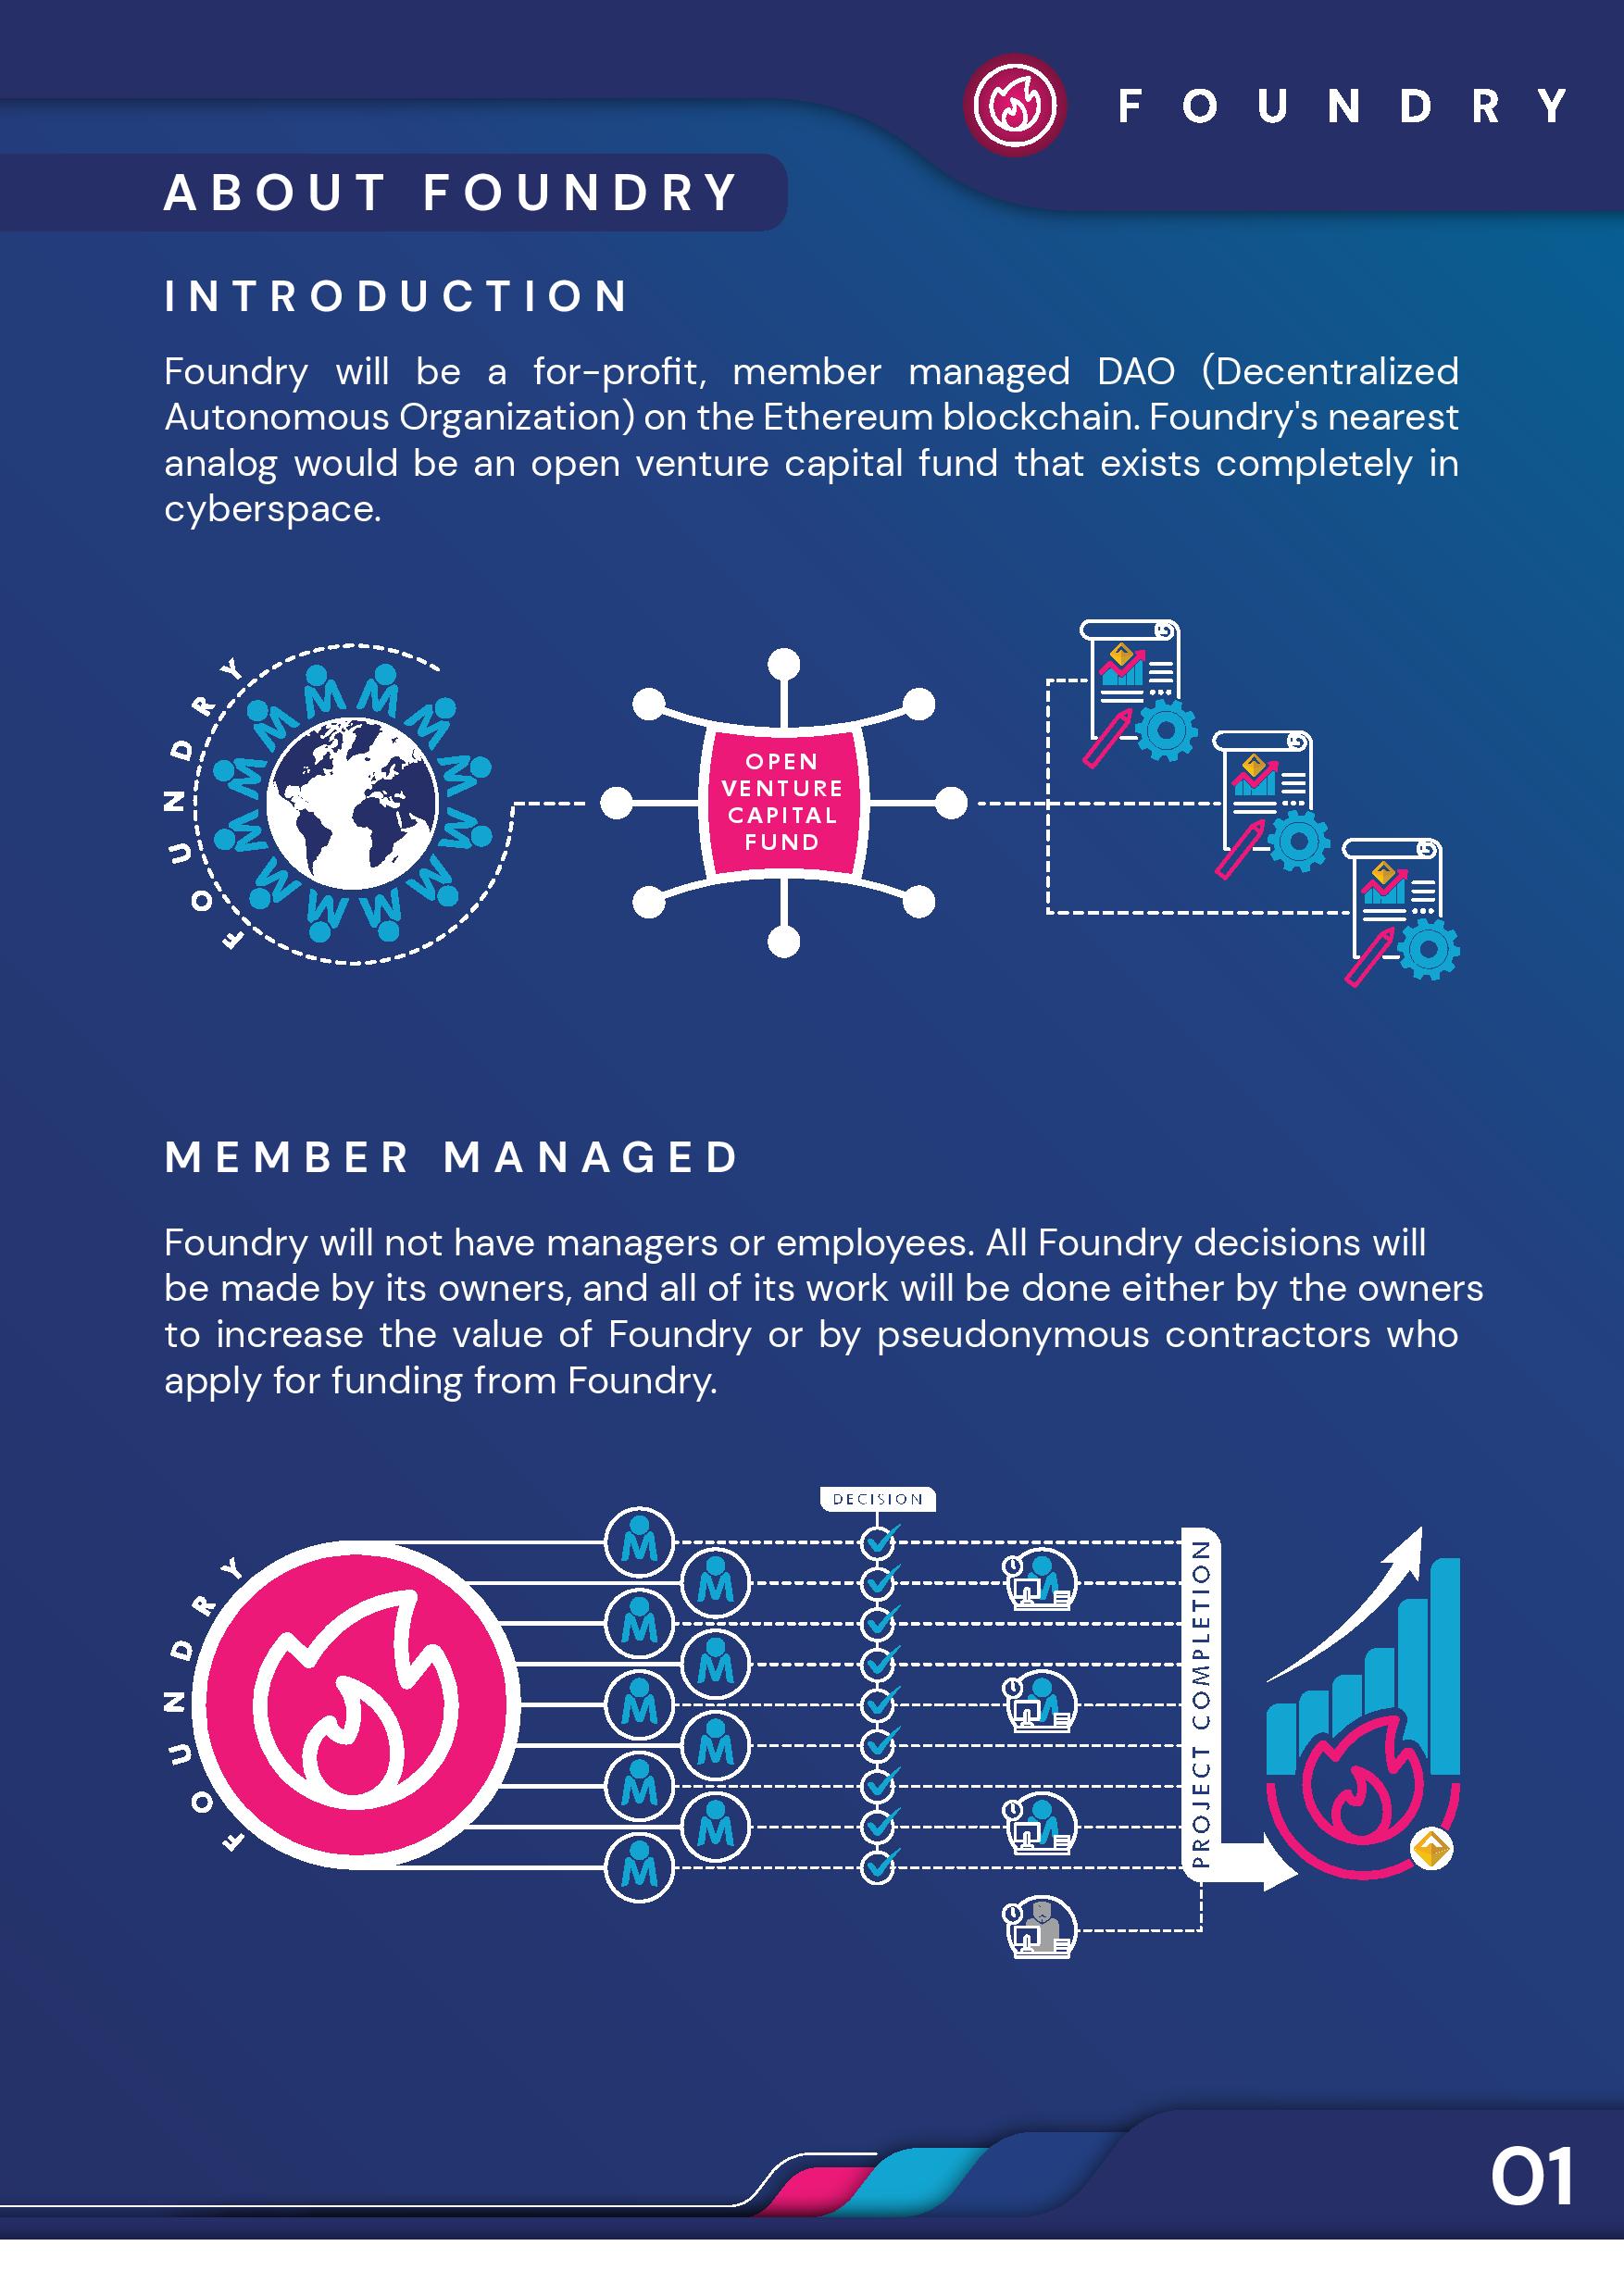 FOUNDRY
ABOUT FOUNDRY
INTRODUCTION
Foundry will be a for-profit, member managed DAO (Decentralized
Autonomous Organization) on the Ethereum blockchain. Foundry's nearest
analog would be an open venture capital fund that exists completely in
cyberspace.
FOUNDRY
OPEN
VENTURE
CAPITAL
FUND
MEMBER MANAGED
Foundry will not have managers or employees. All Foundry decisions will
be made by its owners, and all of its work will be done either by the owners
to increase the value of Foundry or by pseudonymous contractors who
apply for funding from Foundry.
FOUNDRY
DECISION
PROJECT COMPLETION
01